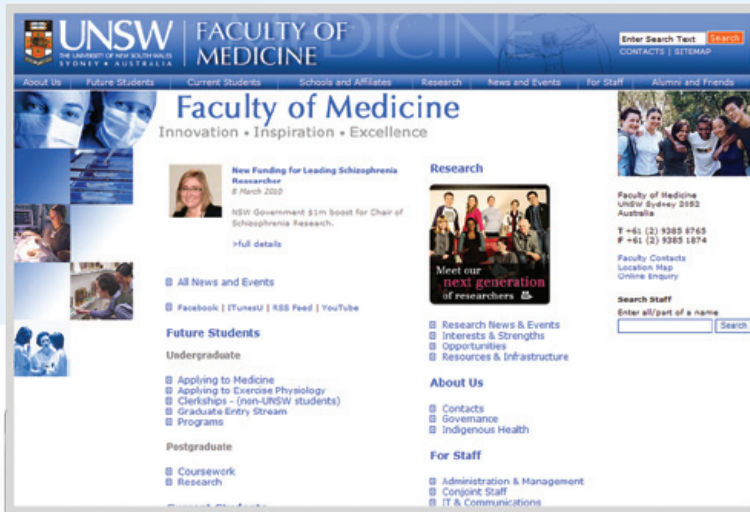 UNSW
THE UNIVERSITY OF NEW SOUTH WALES
SYDNEY • AUSTRALIA
FACULTY OF
MEDICINE
MEDICINE
Enter Search Text
Search
CONTACTS | SITEMAP
About Us
Future Students
Current Students
Schools and Affiliates
Research
News and Events
For Staff
Alumni and Friends
Faculty of Medicine
Innovation • Inspiration • Excellence
New Funding for Leading Schizophrenia
Researcher
8 March 2010
NSW Government $1m boost for Chair of
Schizophrenia Research.
>full details
All News and Events
Facebook | ITunesU | RSS Feed | YouTube
Future Students
Undergraduate
Applying to Medicine
Applying to Exercise Physiology
Clerkships - (non-UNSW students)
Graduate Entry Stream
Programs
Postgraduate
Coursework
Research
Current Students
Research
Meet our
next generation
of researchers
Research News & Events
Interests & Strengths
Opportunities
Resources & Infrastructure
About Us
Contacts
Governance
Indigenous Health
For Staff
Administration & Management
Conjoint Staff
IT & Communications
Faculty of Medicine
UNSW Sydney 2052
Australia
T +61 (2) 9385 8765
F +61 (2) 9385 1874
Faculty Contacts
Location Map
Online Enquiry
Search Staff
Enter all/part of a name
Search